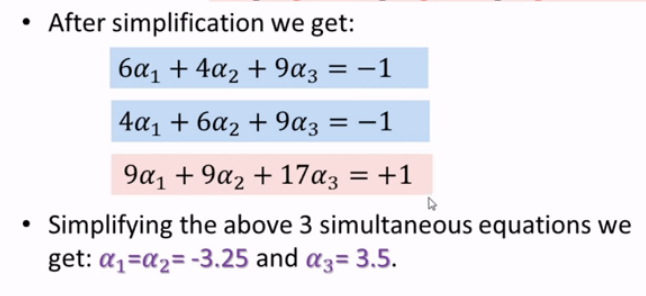 • After simplification we get:
6α₁ + 4α₂ + 9α₃ = −1
4α₁ + 6α₂ + 9α₃ = −1
9α₁ + 9α₂ + 17α₃ = +1
• Simplifying the above 3 simultaneous equations we
get: α₁=α₂= -3.25 and α₃= 3.5.